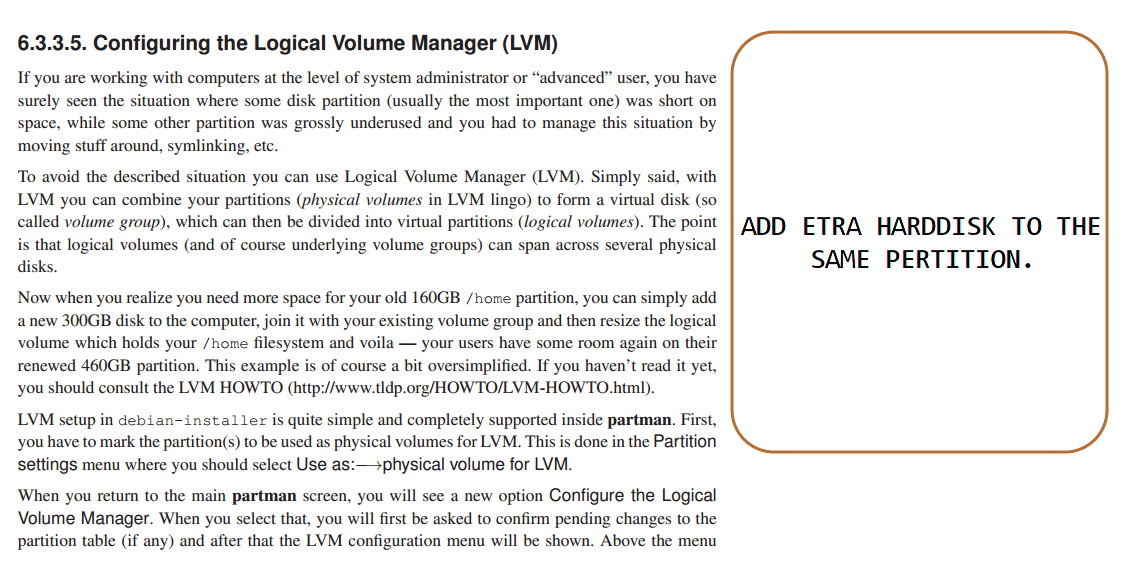 6.3.3.5. Configuring the Logical Volume Manager (LVM)
If you are working with computers at the level of system administrator or “advanced” user, you have
surely seen the situation where some disk partition (usually the most important one) was short on
space, while some other partition was grossly underused and you had to manage this situation by
moving stuff around, symlinking, etc.
To avoid the described situation you can use Logical Volume Manager (LVM). Simply said, with
LVM you can combine your partitions (physical volumes in LVM lingo) to form a virtual disk (so
called volume group), which can then be divided into virtual partitions (logical volumes). The point
is that logical volumes (and of course underlying volume groups) can span across several physical
disks.
Now when you realize you need more space for your old 160GB /home partition, you can simply add
a new 300GB disk to the computer, join it with your existing volume group and then resize the logical
volume which holds your /home filesystem and voila — your users have some room again on their
renewed 460GB partition. This example is of course a bit oversimplified. If you haven’t read it yet,
you should consult the LVM HOWTO (http://www.tldp.org/HOWTO/LVM-HOWTO.html).
LVM setup in debian-installer is quite simple and completely supported inside partman. First,
you have to mark the partition(s) to be used as physical volumes for LVM. This is done in the Partition
settings menu where you should select Use as:—→physical volume for LVM.
When you return to the main partman screen, you will see a new option Configure the Logical
Volume Manager. When you select that, you will first be asked to confirm pending changes to the
partition table (if any) and after that the LVM configuration menu will be shown. Above the menu
ADD ETRA HARDDISK TO THE
SAME PERTITION.